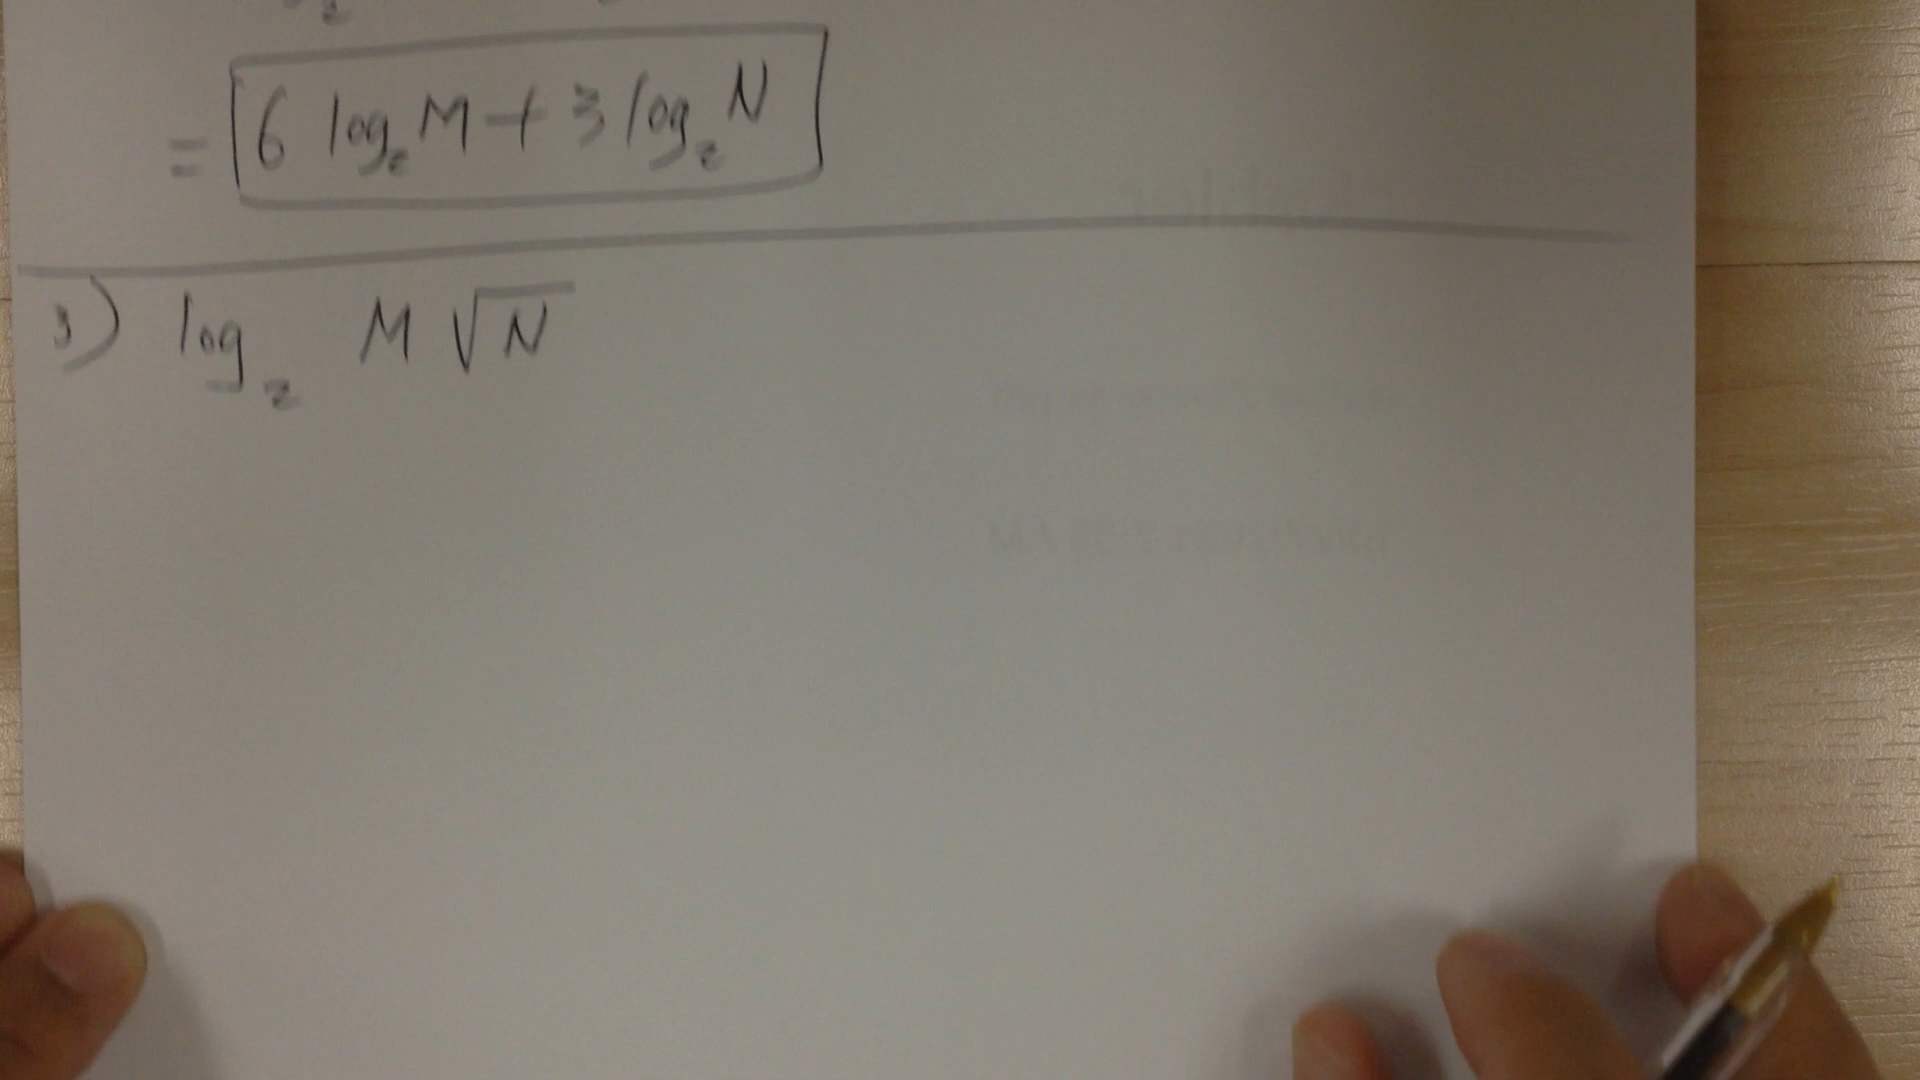 = 6 log₂ M + 3 log₂ N
3) log₂ M √N